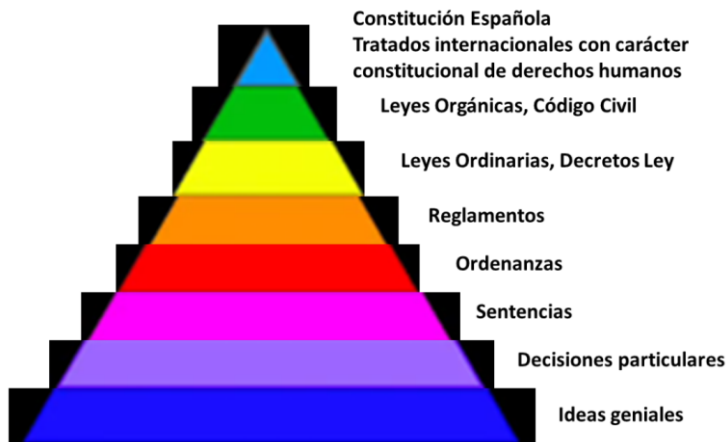 Constitución Española
Tratados internacionales con carácter
constitucional de derechos humanos
Leyes Orgánicas, Código Civil
Leyes Ordinarias, Decretos Ley
Reglamentos
Ordenanzas
Sentencias
Decisiones particulares
Ideas geniales